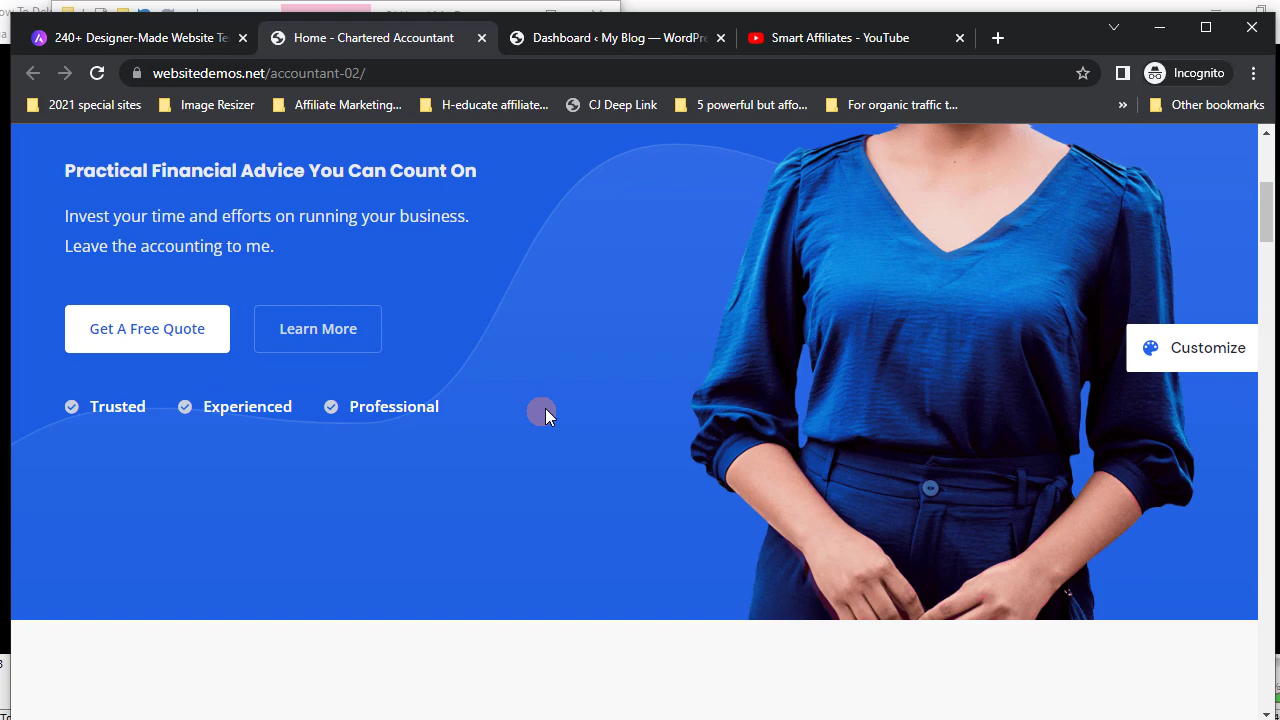 240+ Designer-Made Website Te
Home - Chartered Accountant
Dashboard ‹ My Blog — WordPre
Smart Affiliates - YouTube
websitedemos.net/accountant-02/
Incognito
2021 special sites
Image Resizer
Affiliate Marketing...
H-educate affiliate...
CJ Deep Link
5 powerful but affo...
For organic traffic t...
»
Other bookmarks
Practical Financial Advice You Can Count On
Invest your time and efforts on running your business.
Leave the accounting to me.
Get A Free Quote
Learn More
Customize
Trusted
Experienced
Professional